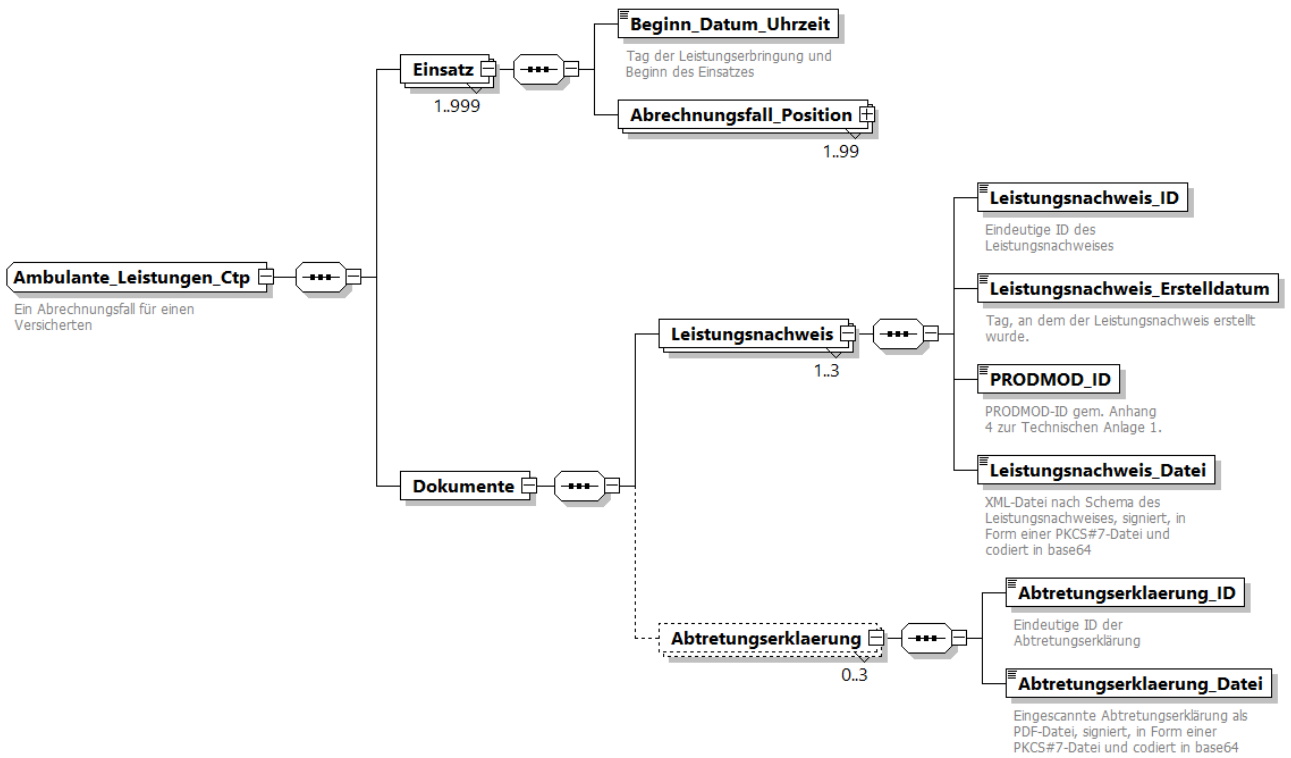 Beginn_Datum_Uhrzeit
Tag der Leistungserbringung und
Beginn des Einsatzes
Einsatz
1..999
Abrechnungsfall_Position
1..99
Ambulante_Leistungen_Ctp
Ein Abrechnungsfall für einen
Versicherten
Leistungsnachweis_ID
Eindeutige ID des
Leistungsnachweises
Leistungsnachweis_Erstelldatum
Tag, an dem der Leistungsnachweis erstellt
wurde.
Leistungsnachweis
1..3
PRODMOD_ID
PRODMOD-ID gem. Anhang
4 zur Technischen Anlage 1.
Leistungsnachweis_Datei
XML-Datei nach Schema des
Leistungsnachweises, signiert, in
Form einer PKCS#7-Datei und
codiert in base64
Dokumente
Abtretungserklaerung
0..3
Abtretungserklaerung_ID
Eindeutige ID der
Abtretungserklärung
Abtretungserklaerung_Datei
Eingescannte Abtretungserklärung als
PDF-Datei, signiert, in Form einer
PKCS#7-Datei und codiert in base64